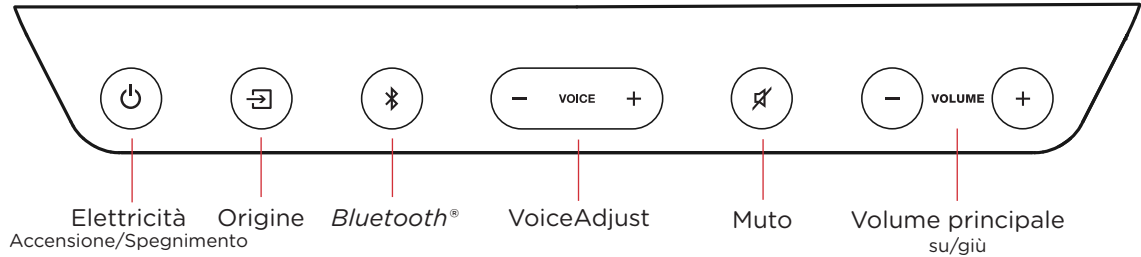 − VOICE +
− VOLUME +
Elettricità
Accensione/Spegnimento
Origine
Bluetooth®
VoiceAdjust
Muto
Volume principale
su/giù